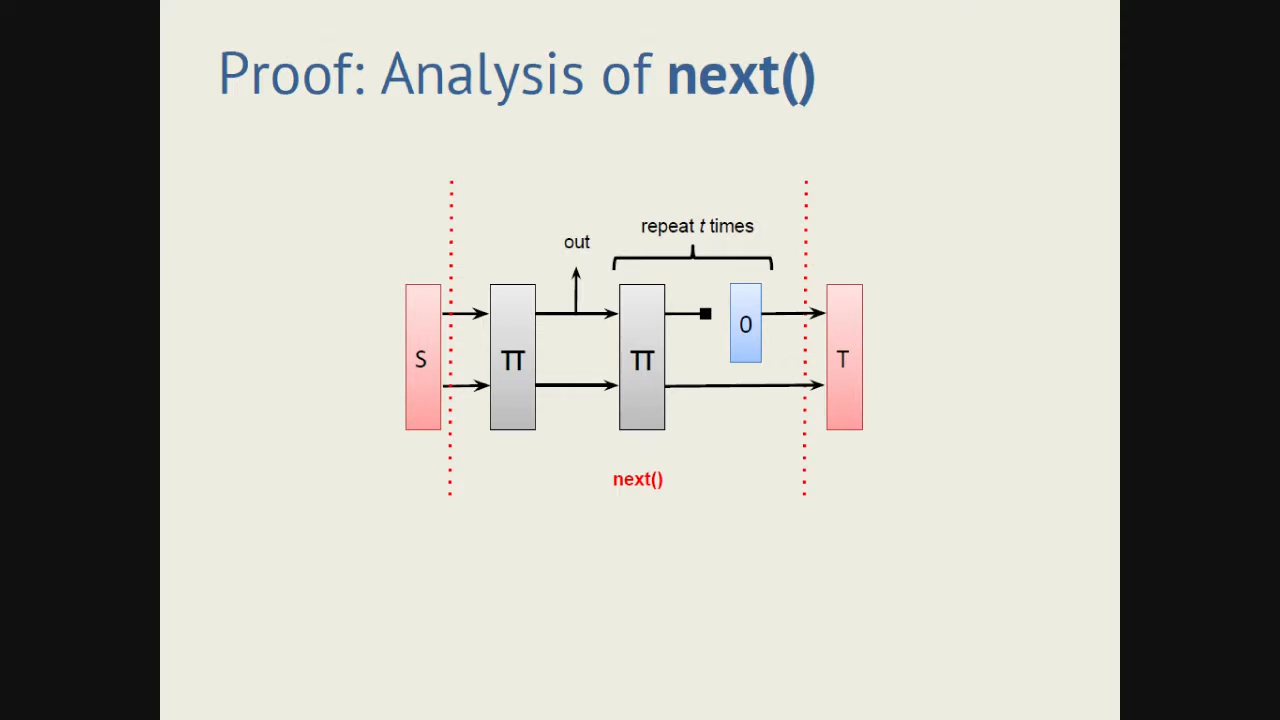 Proof: Analysis of next()
repeat t times
out
S
π
π
0
T
next()